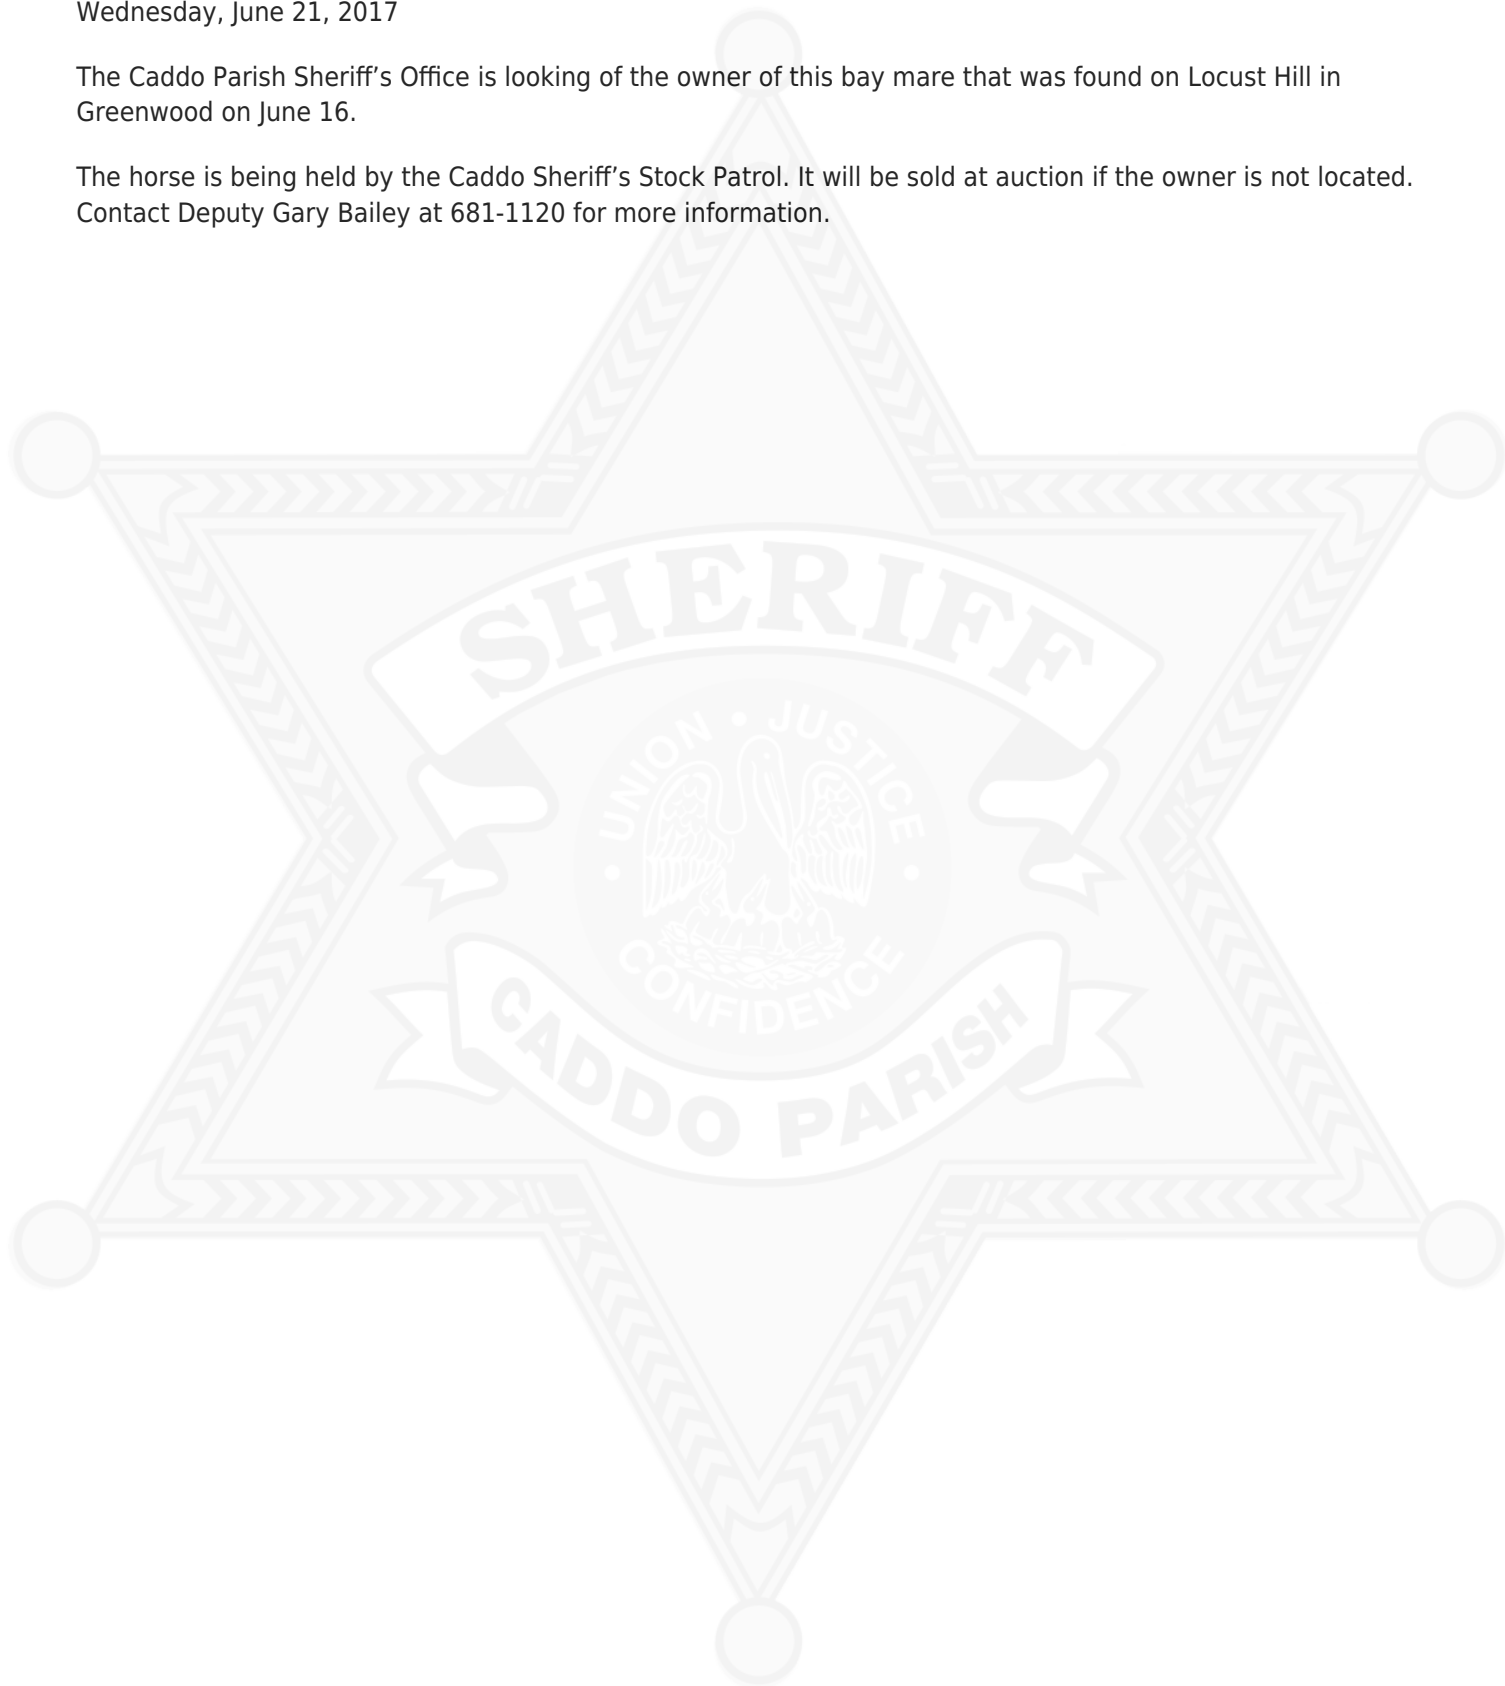 Wednesday, June 21, 2017
The Caddo Parish Sheriff’s Office is looking of the owner of this bay mare that was found on Locust Hill in
Greenwood on June 16.
The horse is being held by the Caddo Sheriff’s Stock Patrol. It will be sold at auction if the owner is not located.
Contact Deputy Gary Bailey at 681-1120 for more information.
SHERIFF
UNION • JUSTICE
• CONFIDENCE •
CADDO PARISH